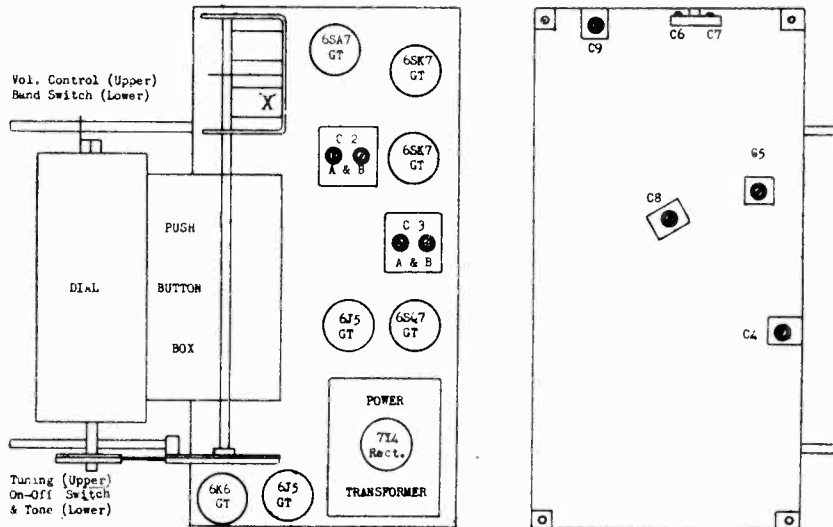 6SA7
GT
6SK7
GT
Vol. Control (Upper)
Band Switch (Lower)
X
C 2
A & B
6SK7
GT
C 3
A & B
PUSH
BUTTON
BOX
DIAL
6J5
GT
6SQ7
GT
POWER
7Y4
Rect.
TRANSFORMER
Tuning (Upper)
On-Off Switch
& Tone (Lower)
6K6
GT
6J5
GT
C9
C6 C7
G5
C8
C4